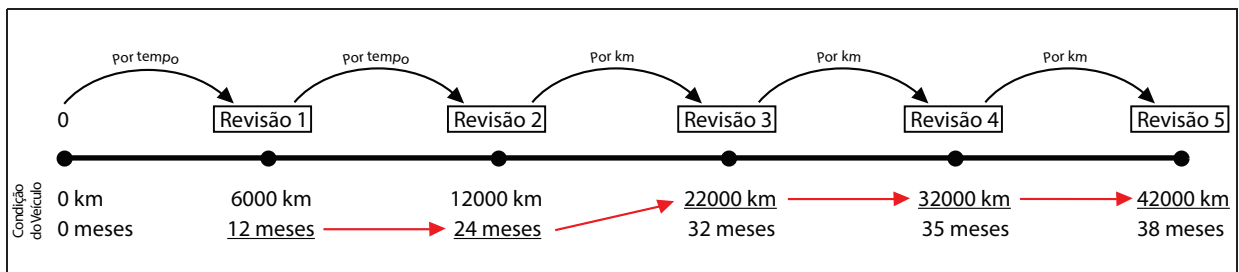 Por tempo Por tempo Por km Por km Por km
0 Revisão 1 Revisão 2 Revisão 3 Revisão 4 Revisão 5
Condição
do Veículo
0 km 6000 km 12000 km 22000 km 32000 km 42000 km
0 meses 12 meses 24 meses 32 meses 35 meses 38 meses